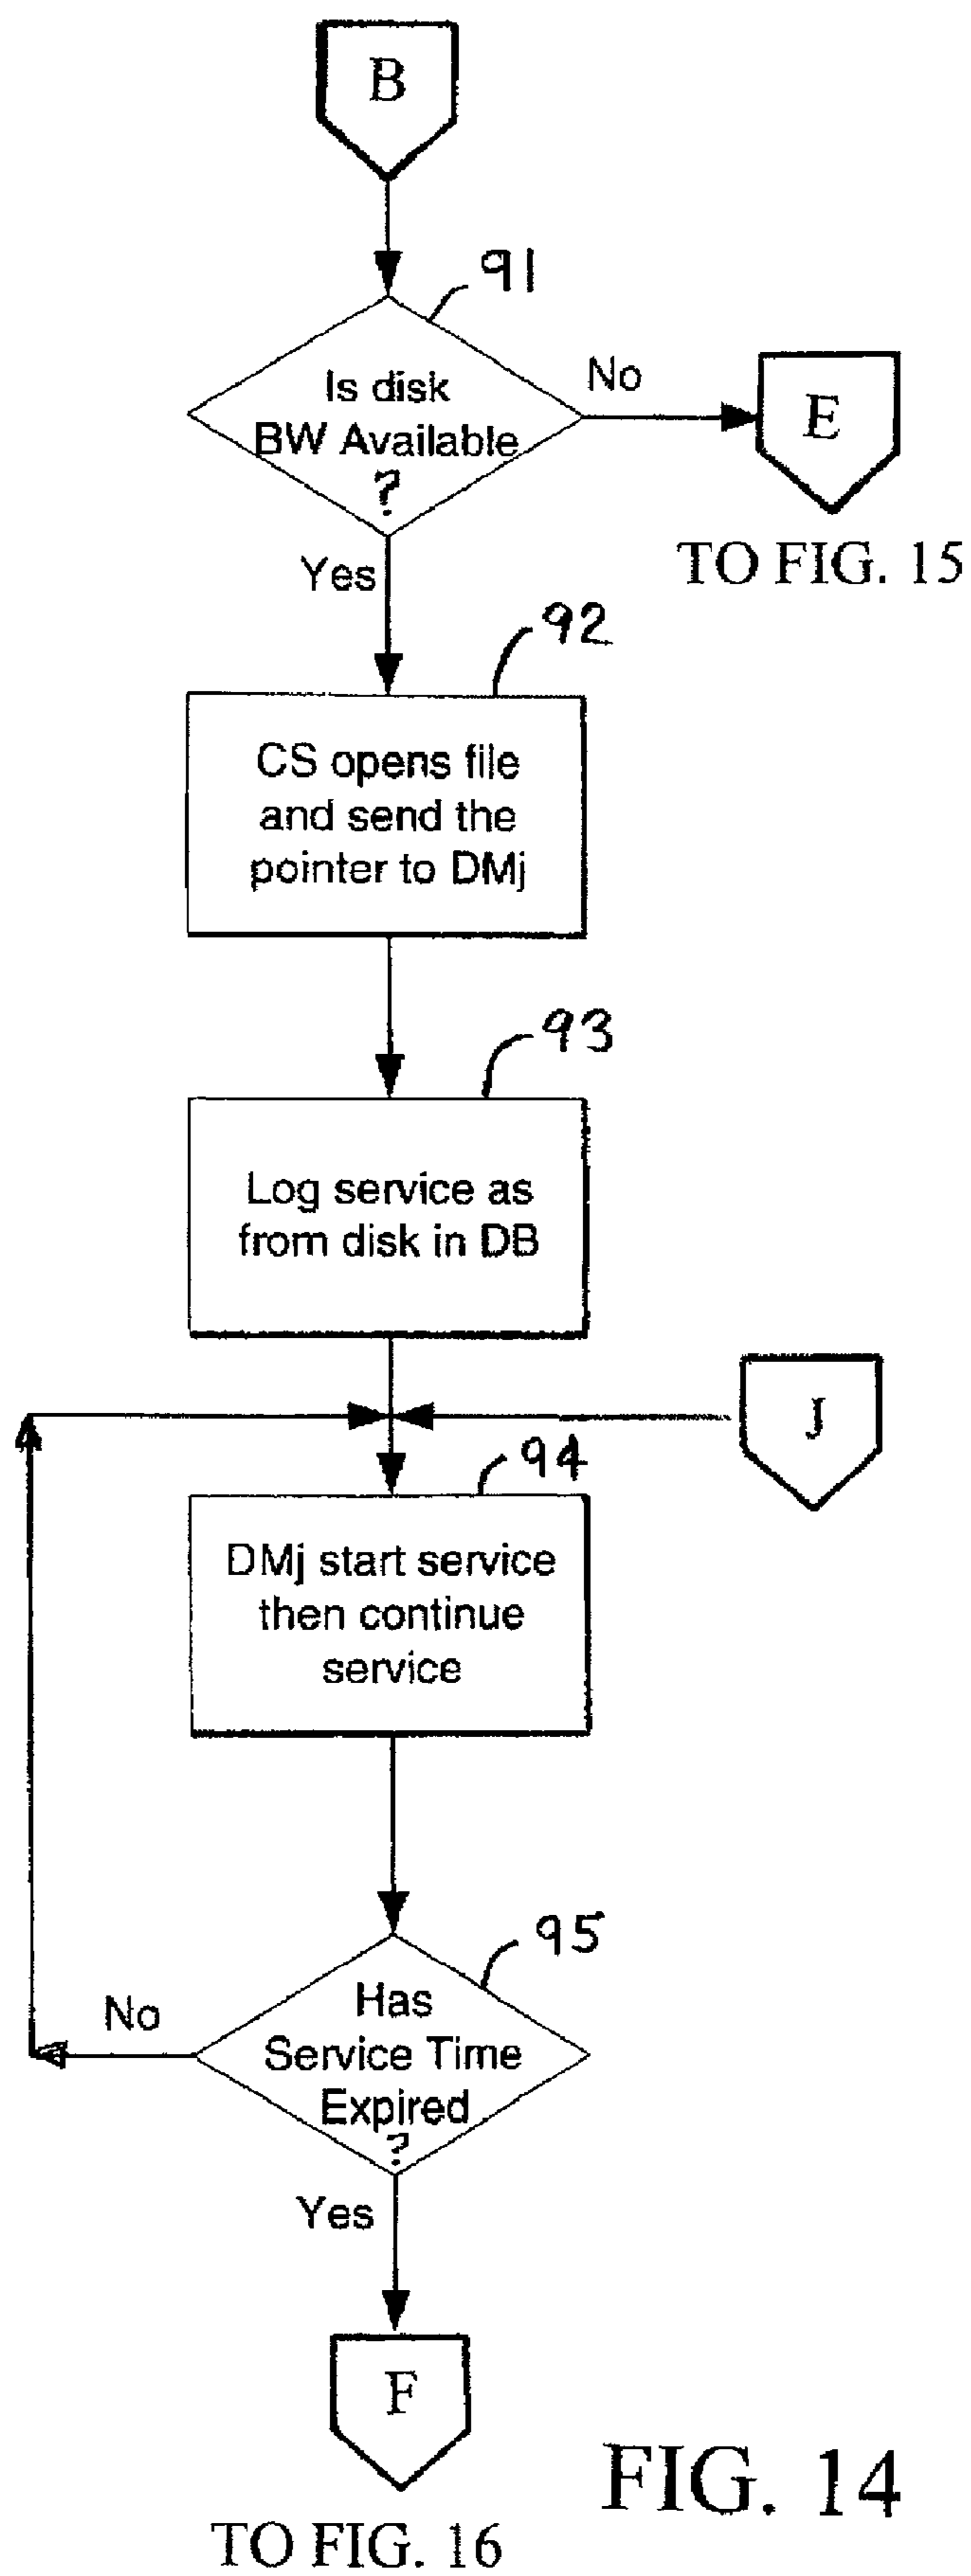 B
91
Is disk
BW Available
?
No
E
TO FIG. 15
Yes
92
CS opens file
and send the
pointer to DMj
93
Log service as
from disk in DB
J
94
DMj start service
then continue
service
95
Has
Service Time
Expired
?
No
Yes
F
TO FIG. 16
FIG. 14